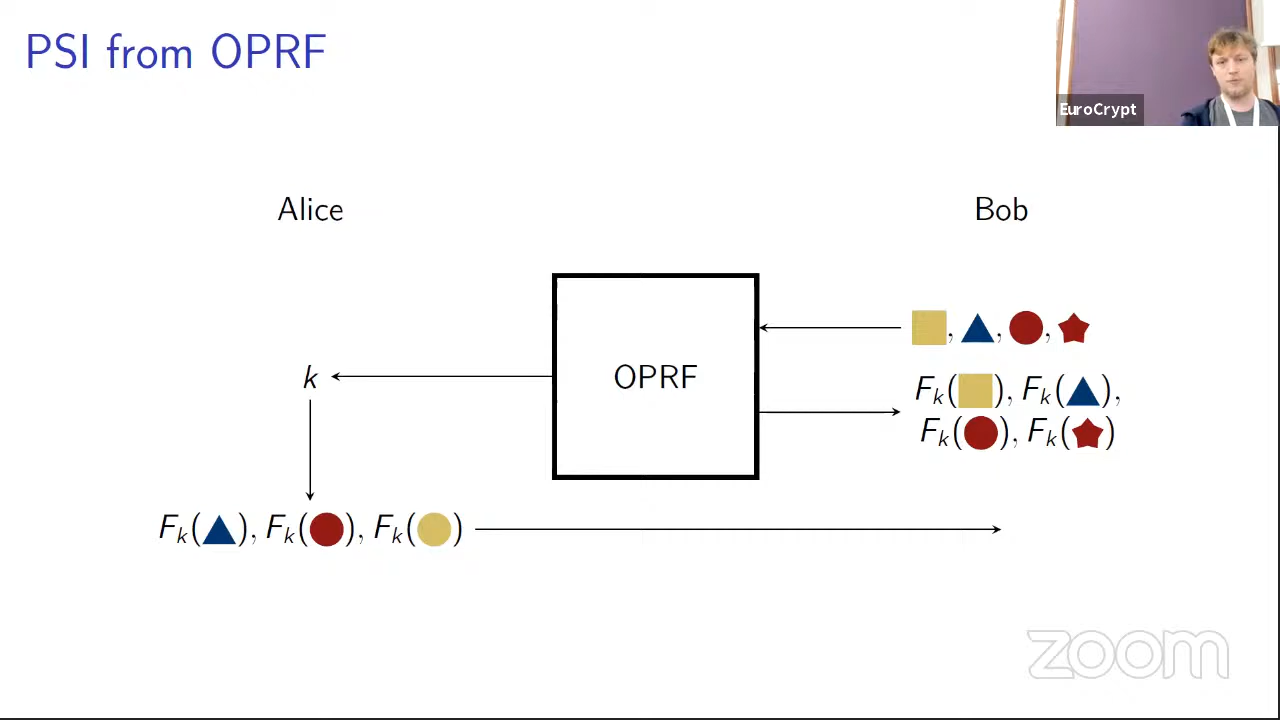 PSI from OPRF
EuroCrypt
Alice
Bob
OPRF
, , ,
k
F_k( ), F_k( ),
F_k( ), F_k( )
F_k( ), F_k( ), F_k( )
zoom